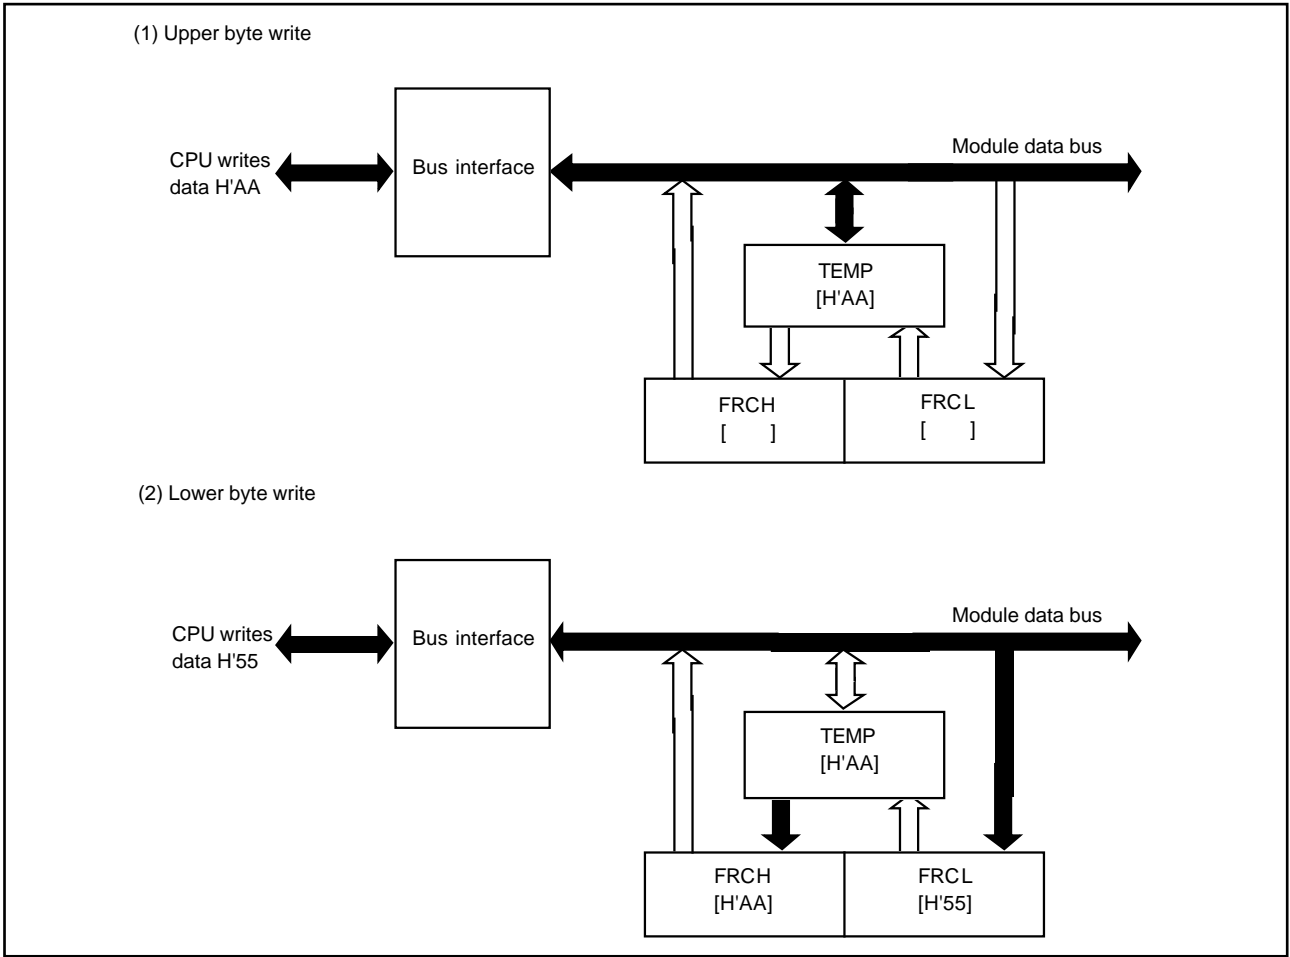 (1) Upper byte write
CPU writes
data H'AA
Bus interface
Module data bus
TEMP
[H'AA]
FRCH
[ ]
FRCL
[ ]
(2) Lower byte write
CPU writes
data H'55
Bus interface
Module data bus
TEMP
[H'AA]
FRCH
[H'AA]
FRCL
[H'55]